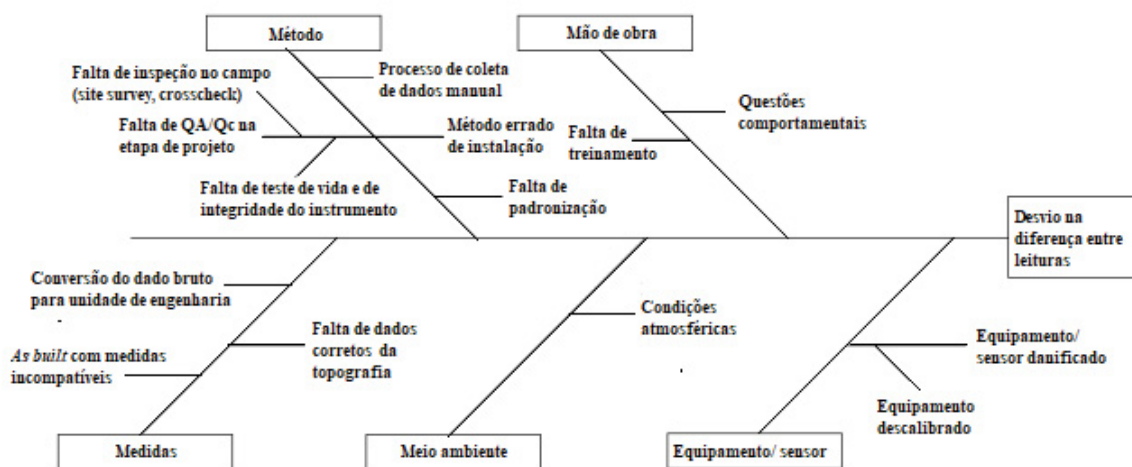 Método
Mão de obra
Falta de inspeção no campo
(site survey, crosscheck)
Processo de coleta
de dados manual
Falta de QA/Qc na
etapa de projeto
Método errado
de instalação
Falta de teste de vida e de
integridade do instrumento
Falta de
padronização
Questões
comportamentais
Falta de
treinamento
Desvio na
diferença entre
leituras
Conversão do dado bruto
para unidade de engenharia
As built com medidas
incompatíveis
Falta de dados
corretos da
topografia
Condições
atmosféricas
Equipamento/
sensor danificado
Equipamento
descalibrado
Medidas
Meio ambiente
Equipamento/ sensor